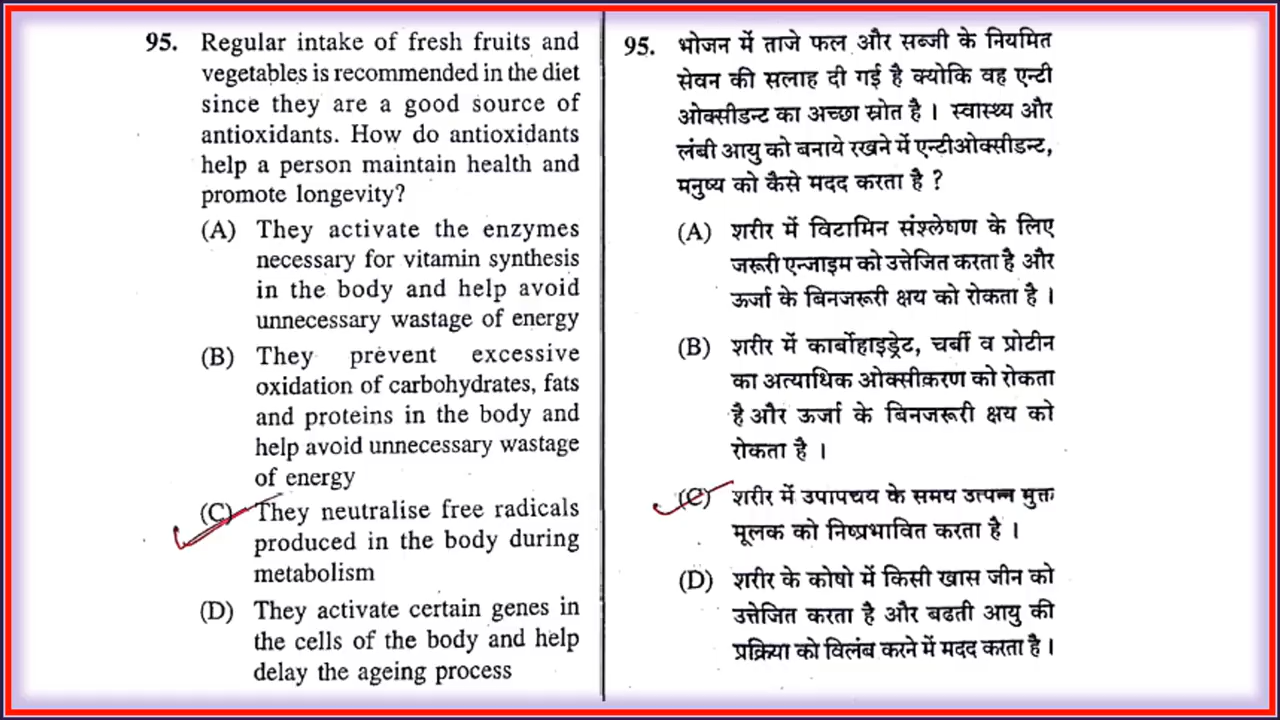 95. Regular intake of fresh fruits and
vegetables is recommended in the diet
since they are a good source of
antioxidants. How do antioxidants
help a person maintain health and
promote longevity?
(A) They activate the enzymes
necessary for vitamin synthesis
in the body and help avoid
unnecessary wastage of energy
(B) They prevent excessive
oxidation of carbohydrates, fats
and proteins in the body and
help avoid unnecessary wastage
of energy
(C) They neutralise free radicals
produced in the body during
metabolism
(D) They activate certain genes in
the cells of the body and help
delay the ageing process
95. भोजन में ताजे फल और सब्जी के नियमित
सेवन की सलाह दी गई है क्योकि वह एन्टी
ओक्सीडन्ट का अच्छा स्रोत है । स्वास्थ्य और
लंबी आयु को बनाये रखने में एन्टीओक्सीडन्ट,
मनुष्य को कैसे मदद करता है ?
(A) शरीर में विटामिन संश्लेषण के लिए
जरूरी एन्जाइम को उत्तेजित करता है और
ऊर्जा के बिनजरूरी क्षय को रोकता है ।
(B) शरीर में कार्बोहाइड्रेट, चर्बी व प्रोटीन
का अत्याधिक ओक्सीकरण को रोकता
है और ऊर्जा के बिनजरूरी क्षय को
रोकता है ।
(C) शरीर में उपापचय के समय उत्पन्न मुक्त
मूलक को निष्प्रभावित करता है ।
(D) शरीर के कोषो में किसी खास जीन को
उत्तेजित करता है और बढती आयु की
प्रक्रिया को विलंब करने में मदद करता है ।